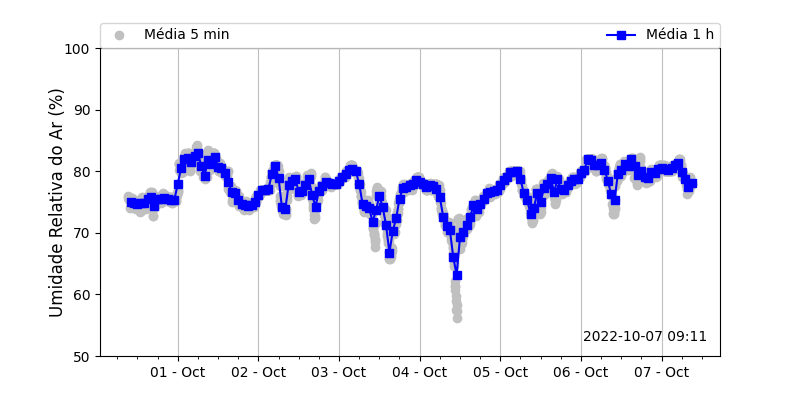 Média 5 min
Média 1 h
Umidade Relativa do Ar (%)
100
90
80
70
60
50
2022-10-07 09:11
01 - Oct
02 - Oct
03 - Oct
04 - Oct
05 - Oct
06 - Oct
07 - Oct